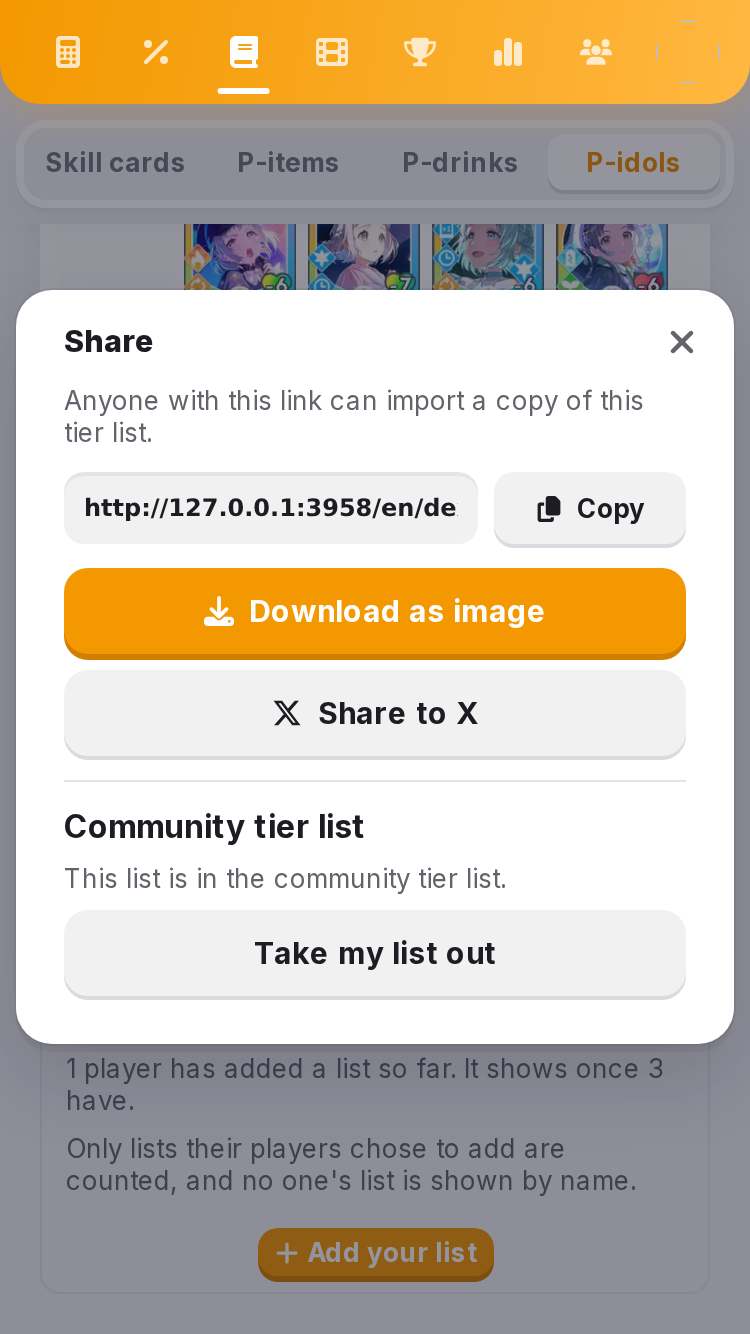 Skill cards P-items P-drinks P-idols
-6 -7 -6 -6
Share
Anyone with this link can import a copy of this
tier list.
http://127.0.0.1:3958/en/de
Copy
Download as image
Share to X
Community tier list
This list is in the community tier list.
Take my list out
1 player has added a list so far. It shows once 3
have.
Only lists their players chose to add are
counted, and no one's list is shown by name.
+ Add your list